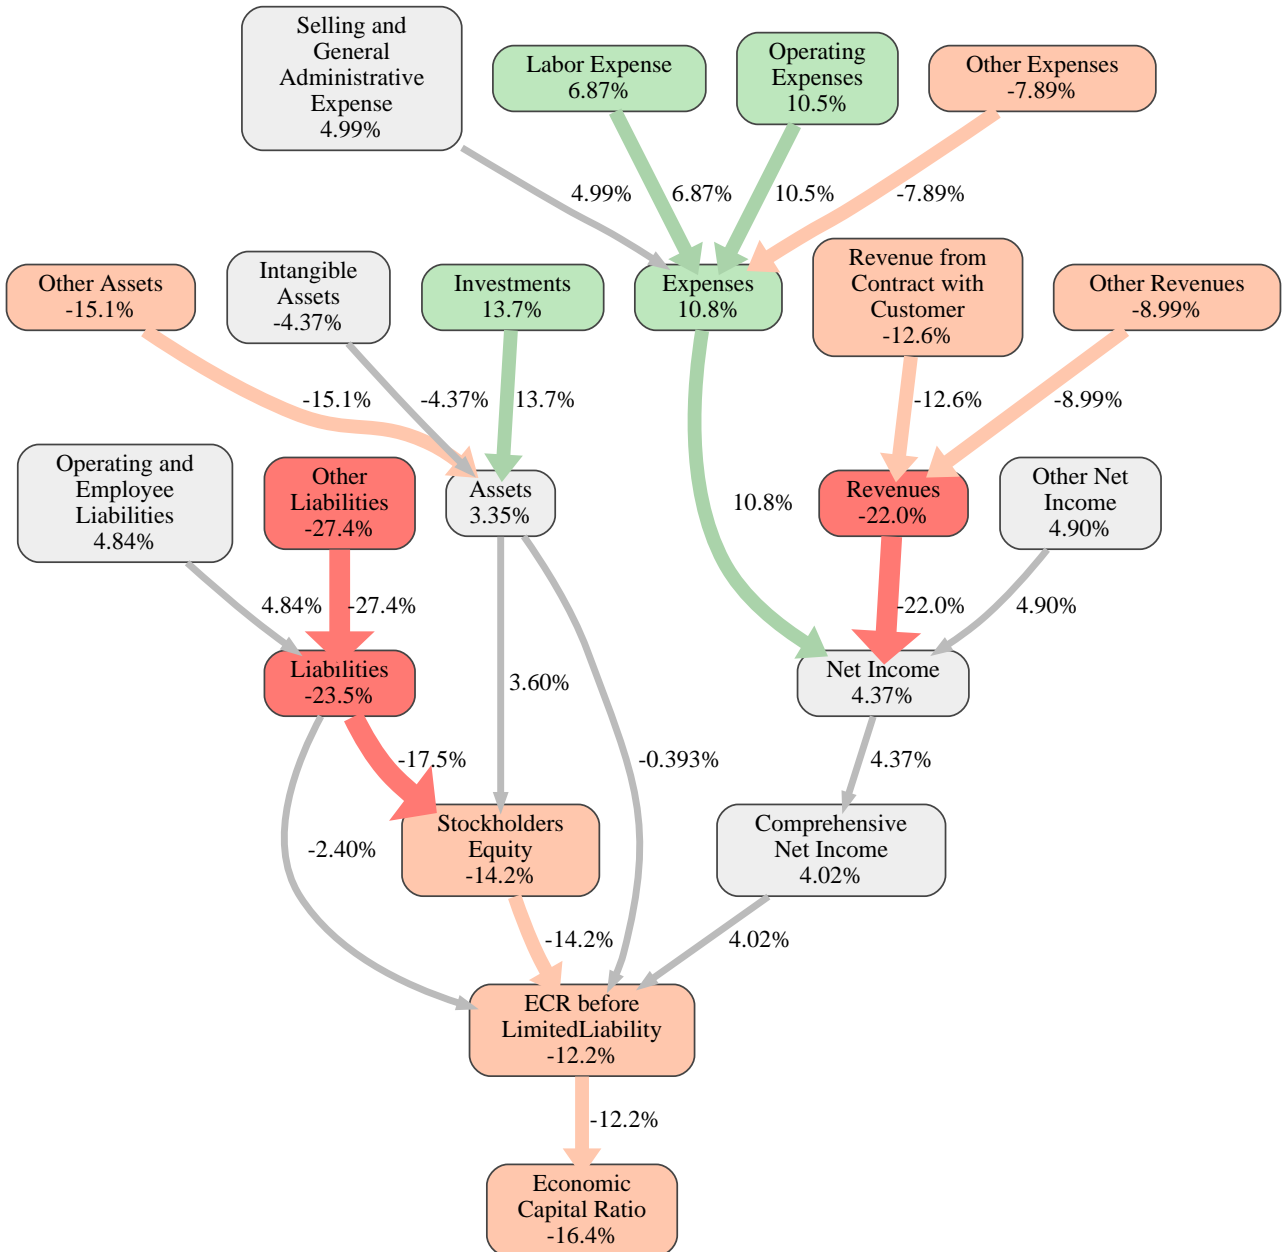 Selling and
General
Administrative
Expense
4.99%
Labor Expense
6.87%
Operating
Expenses
10.5%
Other Expenses
-7.89%
4.99%
6.87%
10.5%
-7.89%
Other Assets
-15.1%
Intangible
Assets
-4.37%
Investments
13.7%
Expenses
10.8%
Revenue from
Contract with
Customer
-12.6%
Other Revenues
-8.99%
-15.1%
-4.37%
13.7%
-12.6%
-8.99%
Operating and
Employee
Liabilities
4.84%
Other
Liabilities
-27.4%
Assets
3.35%
10.8%
Revenues
-22.0%
Other Net
Income
4.90%
4.84%
-27.4%
-22.0%
4.90%
Liabilities
-23.5%
3.60%
Net Income
4.37%
-17.5%
-0.393%
4.37%
-2.40%
Stockholders
Equity
-14.2%
Comprehensive
Net Income
4.02%
-14.2%
4.02%
ECR before
LimitedLiability
-12.2%
-12.2%
Economic
Capital Ratio
-16.4%